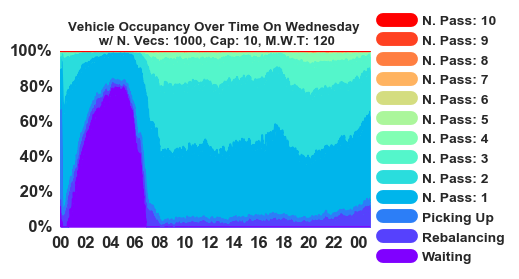 Vehicle Occupancy Over Time On Wednesday
w/ N. Vecs: 1000, Cap: 10, M.W.T: 120
100%
80%
60%
40%
20%
0%
00 02 04 06 08 10 12 14 16 18 20 22 00
N. Pass: 10
N. Pass: 9
N. Pass: 8
N. Pass: 7
N. Pass: 6
N. Pass: 5
N. Pass: 4
N. Pass: 3
N. Pass: 2
N. Pass: 1
Picking Up
Rebalancing
Waiting